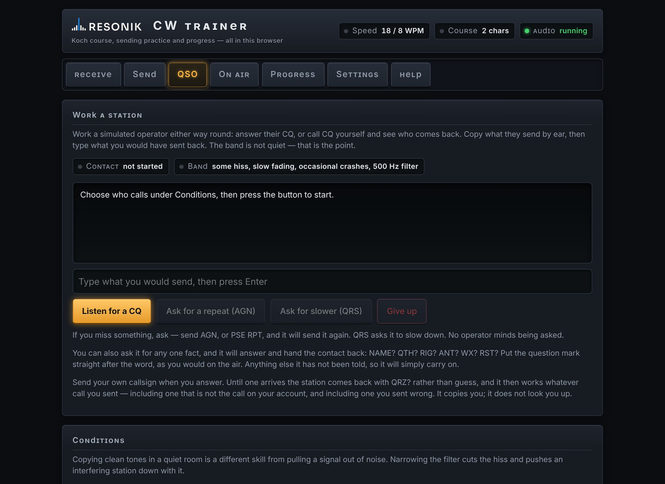 RESONIK CW TRAINER
Koch course, sending practice and progress — all in this browser
Speed 18 / 8 WPM
Course 2 chars
Audio running
Receive
Send
QSO
On air
Progress
Settings
Help
Work a station
Work a simulated operator either way round: answer their CQ, or call CQ yourself and see who comes back. Copy what they send by ear, then
type what you would have sent back. The band is not quiet — that is the point.
Contact not started
Band some hiss, slow fading, occasional crashes, 500 Hz filter
Choose who calls under Conditions, then press the button to start.
Type what you would send, then press Enter
Listen for a CQ
Ask for a repeat (AGN)
Ask for slower (QRS)
Give up
If you miss something, ask — send AGN, or PSE RPT, and it will send it again. QRS asks it to slow down. No operator minds being asked.
You can also ask it for any one fact, and it will answer and hand the contact back: NAME? QTH? RIG? ANT? WX? RST? Put the question mark
straight after the word, as you would on the air. Anything else it has not been told, so it will simply carry on.
Send your own callsign when you answer. Until one arrives the station comes back with QRZ? rather than guess, and it then works whatever
call you sent — including one that is not the call on your account, and including one you sent wrong. It copies you; it does not look you up.
Conditions
Copying clean tones in a quiet room is a different skill from pulling a signal out of noise. Narrowing the filter cuts the hiss and pushes an
interfering station down with it.